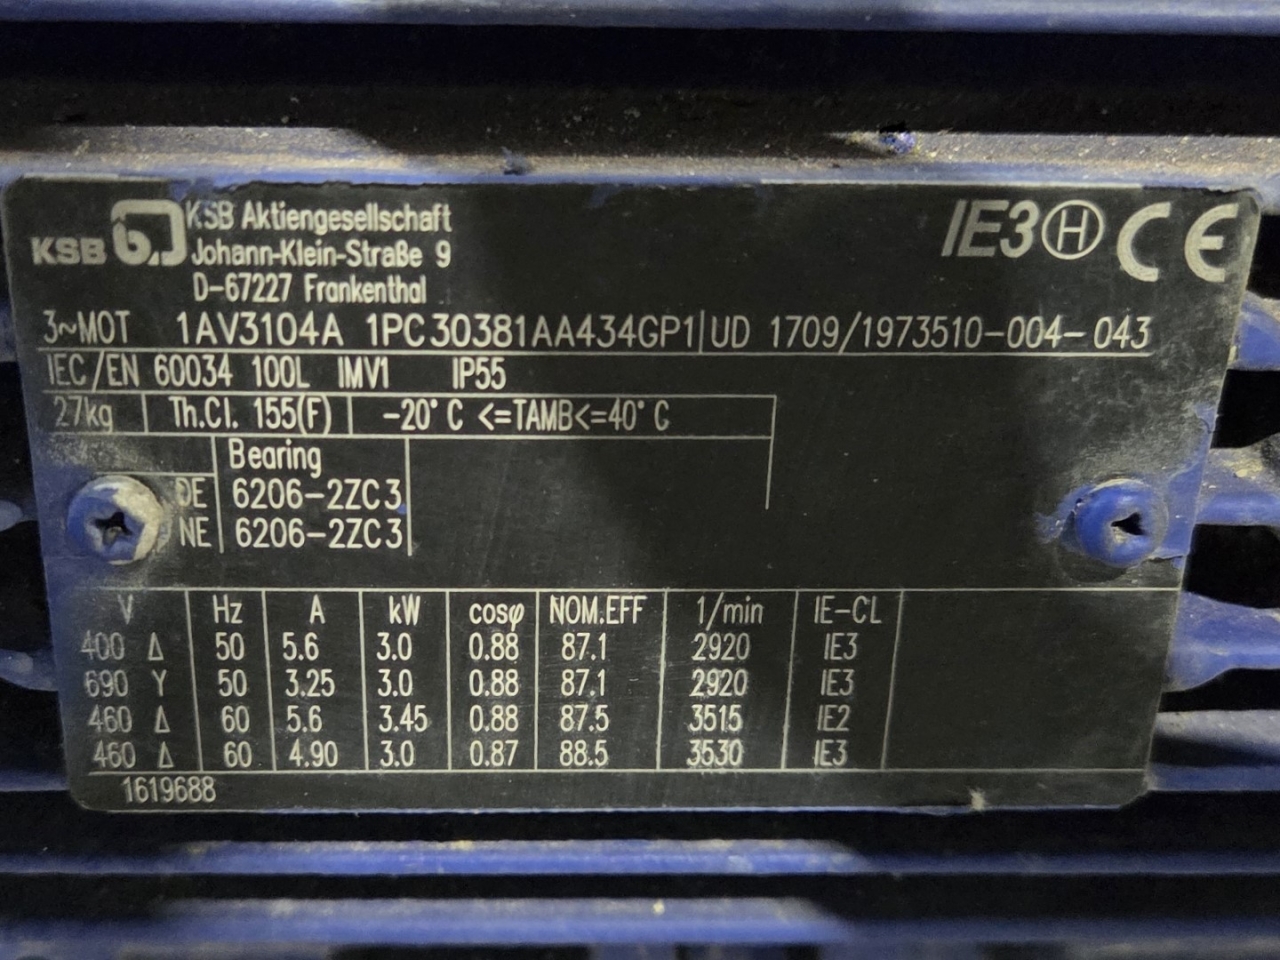 KSB KSB Aktiengesellschaft
Johann-Klein-Straße 9
D-67227 Frankenthal
IE3 H CE
3~MOT 1AV3104A 1PC30381AA434GP1 UD 1709/1973510-004-043
IEC/EN 60034 100L IMV1 IP55
27kg Th.Cl. 155(F) -20°C <=TAMB<=40°C
Bearing
DE 6206-2ZC3
NE 6206-2ZC3
V Hz A kW cosφ NOM.EFF 1/min IE-CL
400 Δ 50 5.6 3.0 0.88 87.1 2920 IE3
690 Y 50 3.25 3.0 0.88 87.1 2920 IE3
460 Δ 60 5.6 3.45 0.88 87.5 3515 IE2
460 Δ 60 4.90 3.0 0.87 88.5 3530 IE3
1619688